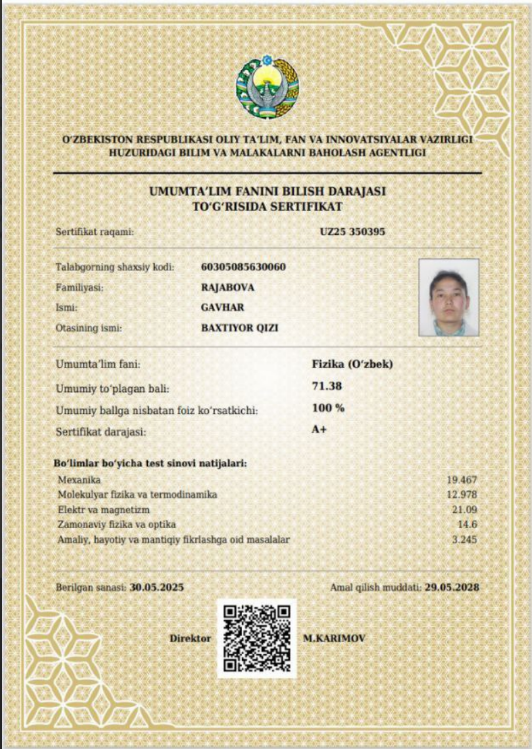 O‘ZBEKISTON RESPUBLIKASI OLIY TA’LIM, FAN VA INNOVATSIYALAR VAZIRLIGI
HUZURIDAGI BILIM VA MALAKALARNI BAHOLASH AGENTLIGI
UMUMTA’LIM FANINI BILISH DARAJASI
TO‘G‘RISIDA SERTIFIKAT
Sertifikat raqami: UZ25 350395
Talabgorning shaxsiy kodi: 60305085630060
Familiyasi: RAJABOVA
Ismi: GAVHAR
Otasining ismi: BAXTIYOR QIZI
Umumta’lim fani: Fizika (O‘zbek)
Umumiy to‘plagan bali: 71.38
Umumiy ballga nisbatan foiz ko‘rsatkichi: 100 %
Sertifikat darajasi: A+
Bo‘limlar bo‘yicha test sinovi natijalari:
Mexanika 19.467
Molekulyar fizika va termodinamika 12.978
Elektr va magnetizm 21.09
Zamonaviy fizika va optika 14.6
Amaliy, bayotiy va mantiqiy fikrlashga oid masalalar 3.245
Berilgan sanasi: 30.05.2025 Amal qilish muddati: 29.05.2028
Direktor M.KARIMOV